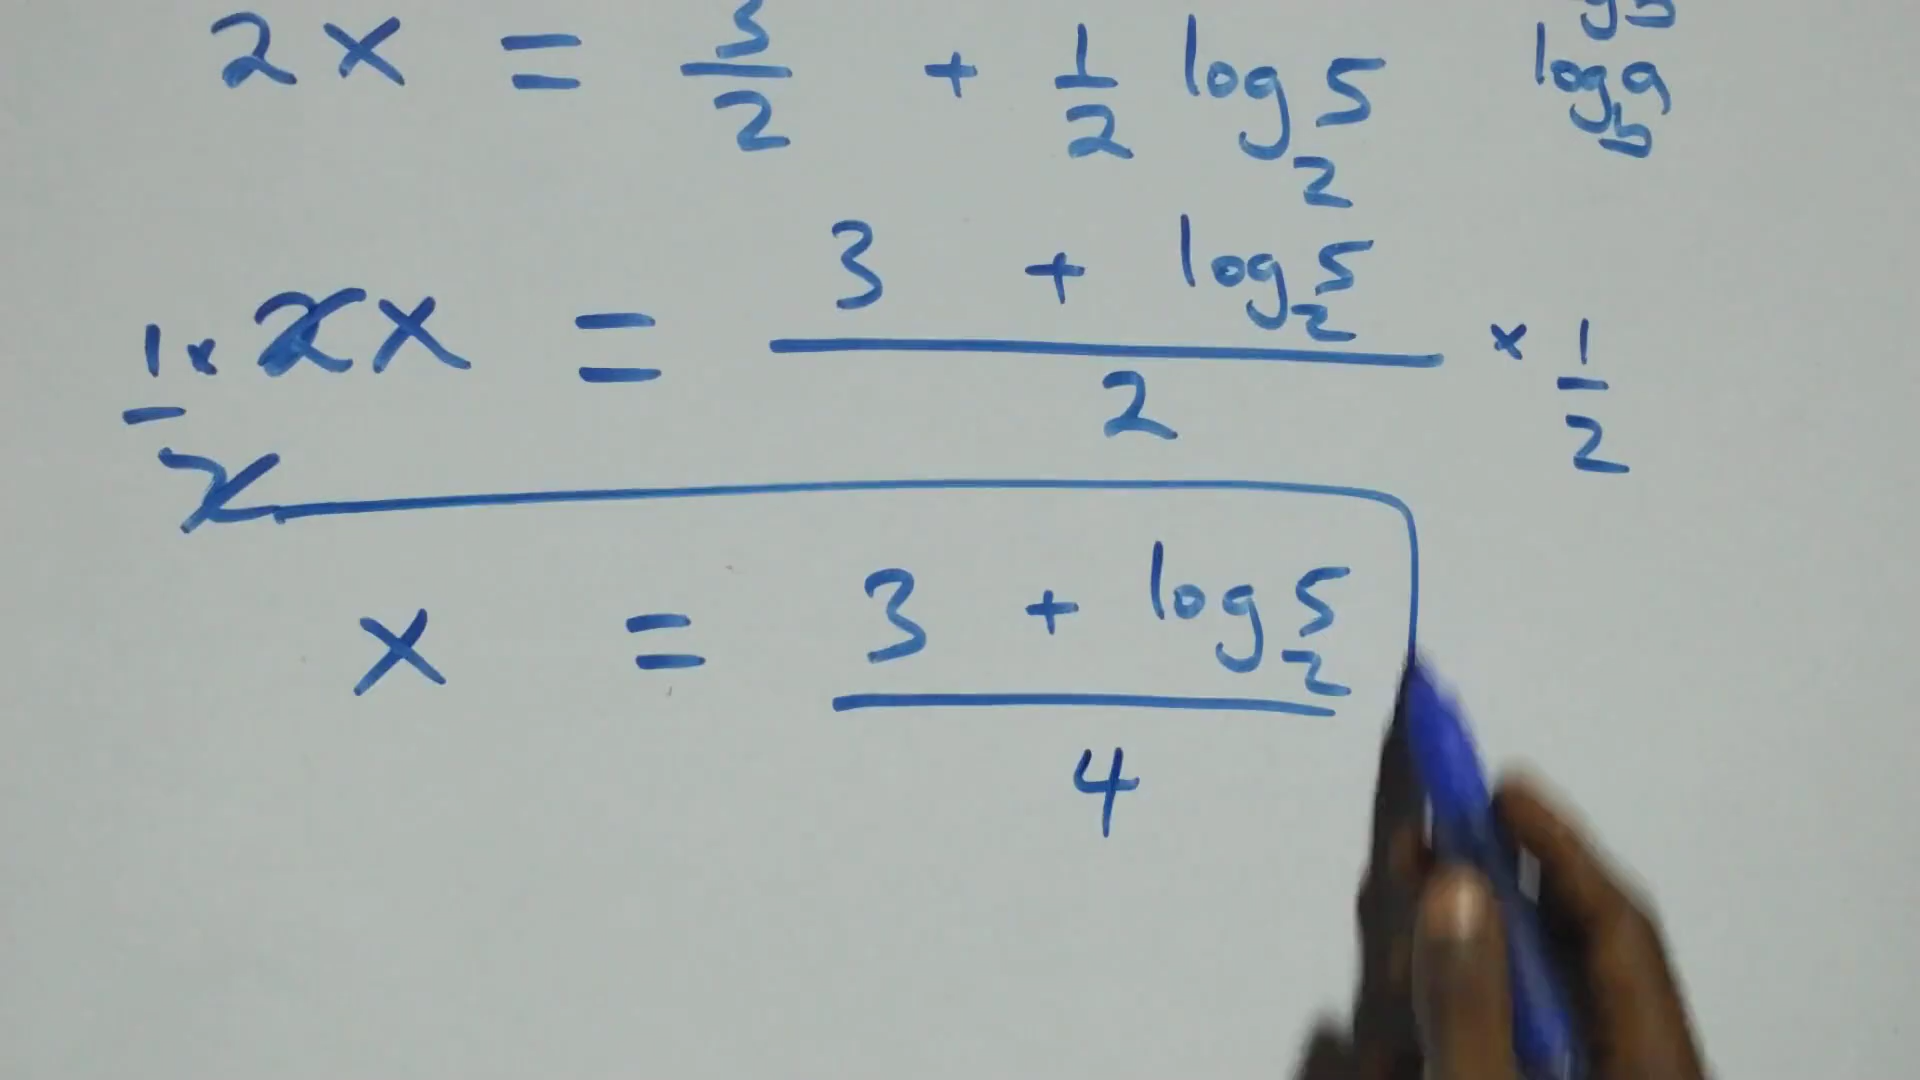 2x = 3/2 + 1/2 log₂5 log_b a
1/2 × 2x = (3 + log₂5)/2 × 1/2
x = (3 + log₂5)/4